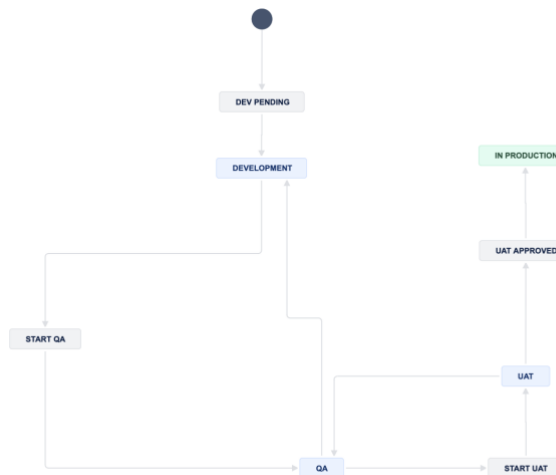 DEV PENDING
DEVELOPMENT
IN PRODUCTION
UAT APPROVED
START QA
UAT
QA
START UAT